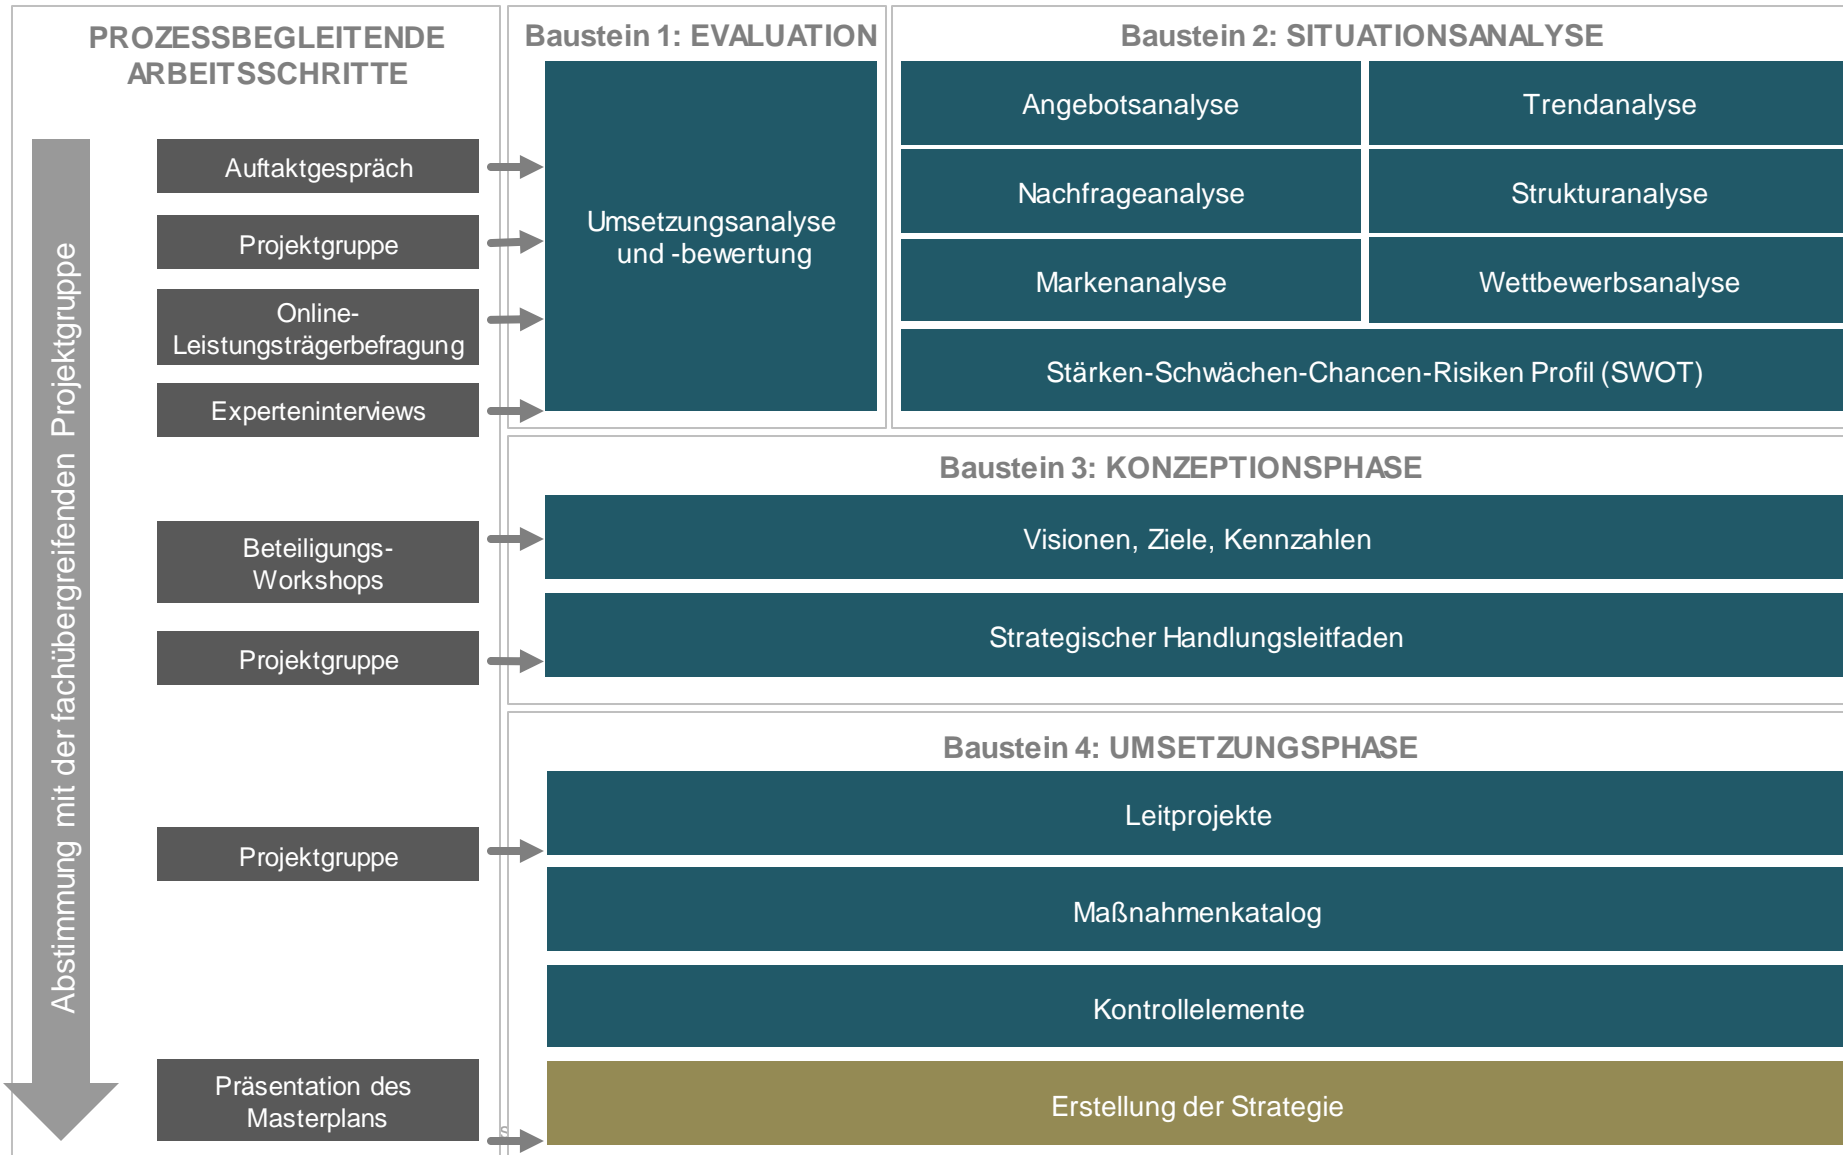 PROZESSBEGLEITENDE
ARBEITSSCHRITTE
Abstimmung mit der fachübergreifenden Projektgruppe
Auftaktgespräch
Projektgruppe
Online-
Leistungsträgerbefragung
Experteninterviews
Beteiligungs-
Workshops
Projektgruppe
Projektgruppe
Präsentation des
Masterplans
Baustein 1: EVALUATION
Umsetzungsanalyse
und -bewertung
Baustein 2: SITUATIONSANALYSE
Angebotsanalyse
Trendanalyse
Nachfrageanalyse
Strukturanalyse
Markenanalyse
Wettbewerbsanalyse
Stärken-Schwächen-Chancen-Risiken Profil (SWOT)
Baustein 3: KONZEPTIONSPHASE
Visionen, Ziele, Kennzahlen
Strategischer Handlungsleitfaden
Baustein 4: UMSETZUNGSPHASE
Leitprojekte
Maßnahmenkatalog
Kontrollelemente
Erstellung der Strategie